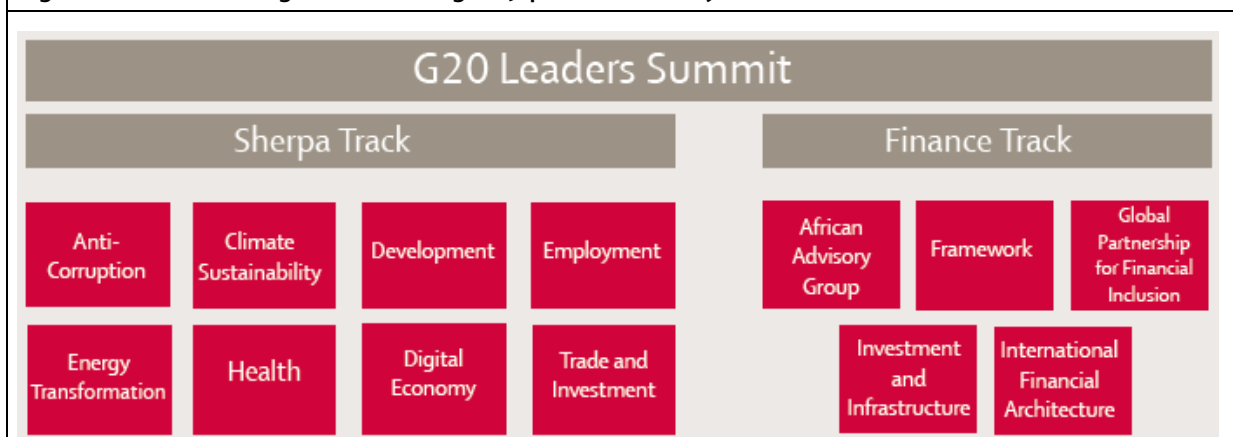 G20 Leaders Summit
Sherpa Track
Finance Track
Anti-
Corruption
Climate
Sustainability
Development
Employment
African
Advisory
Group
Framework
Global
Partnership
for Financial
Inclusion
Energy
Transformation
Health
Digital
Economy
Trade and
Investment
Investment
and
Infrastructure
International
Financial
Architecture